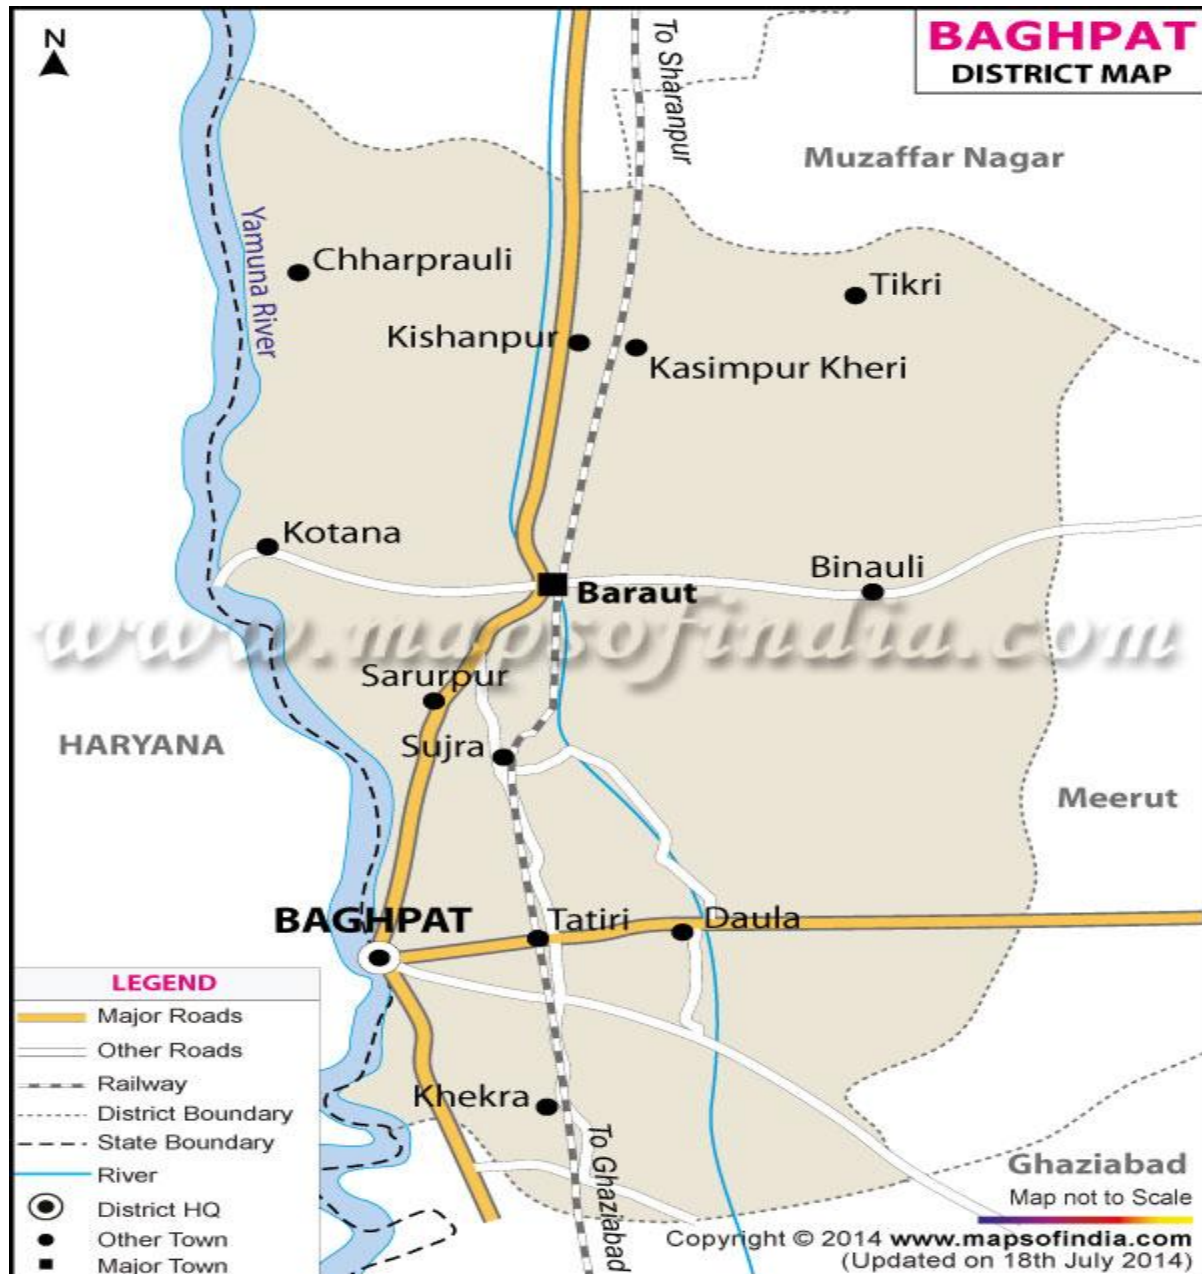 N
BAGHPAT
DISTRICT MAP
To Sharanpur
Muzaffar Nagar
Yamuna River
Chharprauli
Tikri
Kishanpur
Kasimpur Kheri
Kotana
Binauli
Baraut
www.mapsofindia.com
Sarurpur
HARYANA
Sujra
Meerut
BAGHPAT
Tatiri
Daula
LEGEND
Major Roads
Other Roads
Railway
District Boundary
State Boundary
River
District HQ
Other Town
Major Town
Khekra
To Ghaziabad
Ghaziabad
Map not to Scale
Copyright © 2014 www.mapsofindia.com
(Updated on 18th July 2014)